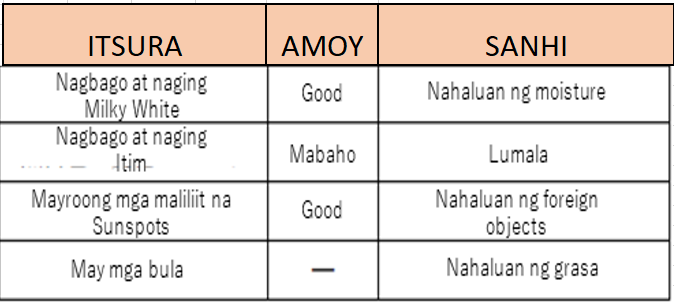 ITSURA AMOY SANHI
Nagbago at naging
Milky White
Good
Nahaluan ng moisture
Nagbago at naging
Itim
Mabaho
Lumala
Mayroong mga maliliit na
Sunspots
Good
Nahaluan ng foreign
objects
May mga bula
—
Nahaluan ng grasa